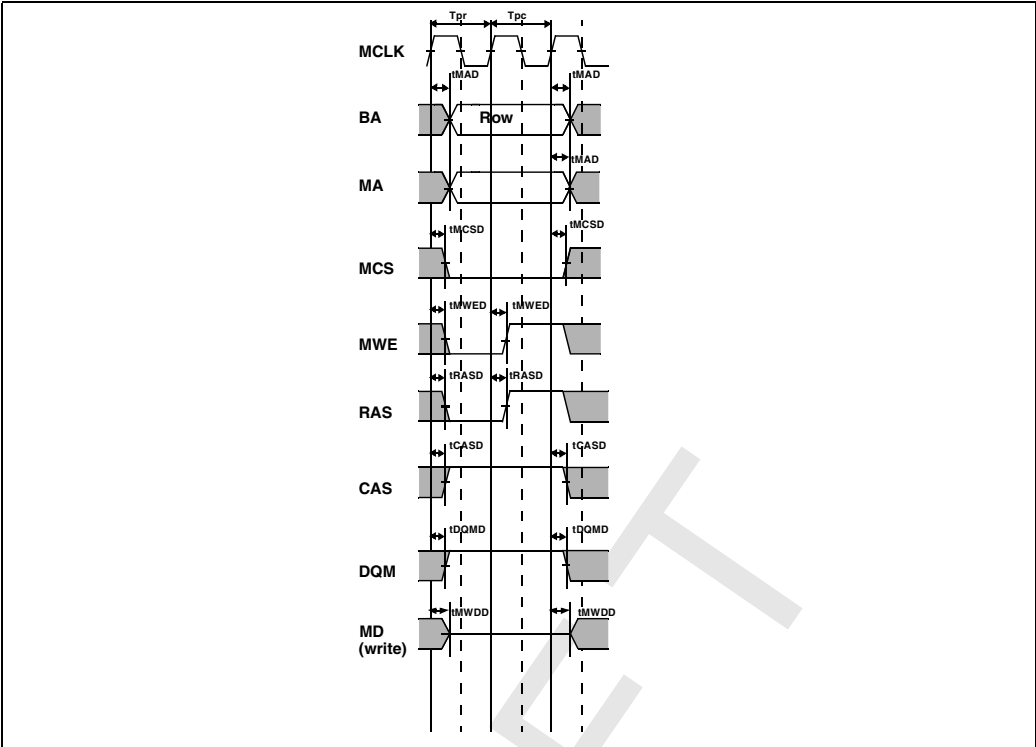 Tpr Tpc
MCLK
tMAD tMAD
BA Row
tMAD
MA
tMCSD tMCSD
MCS
tMWED tMWED
MWE
tRASD tRASD
RAS
tCASD tCASD
CAS
tDQMD tDQMD
DQM
tMWDD tMWDD
MD
(write)
E T